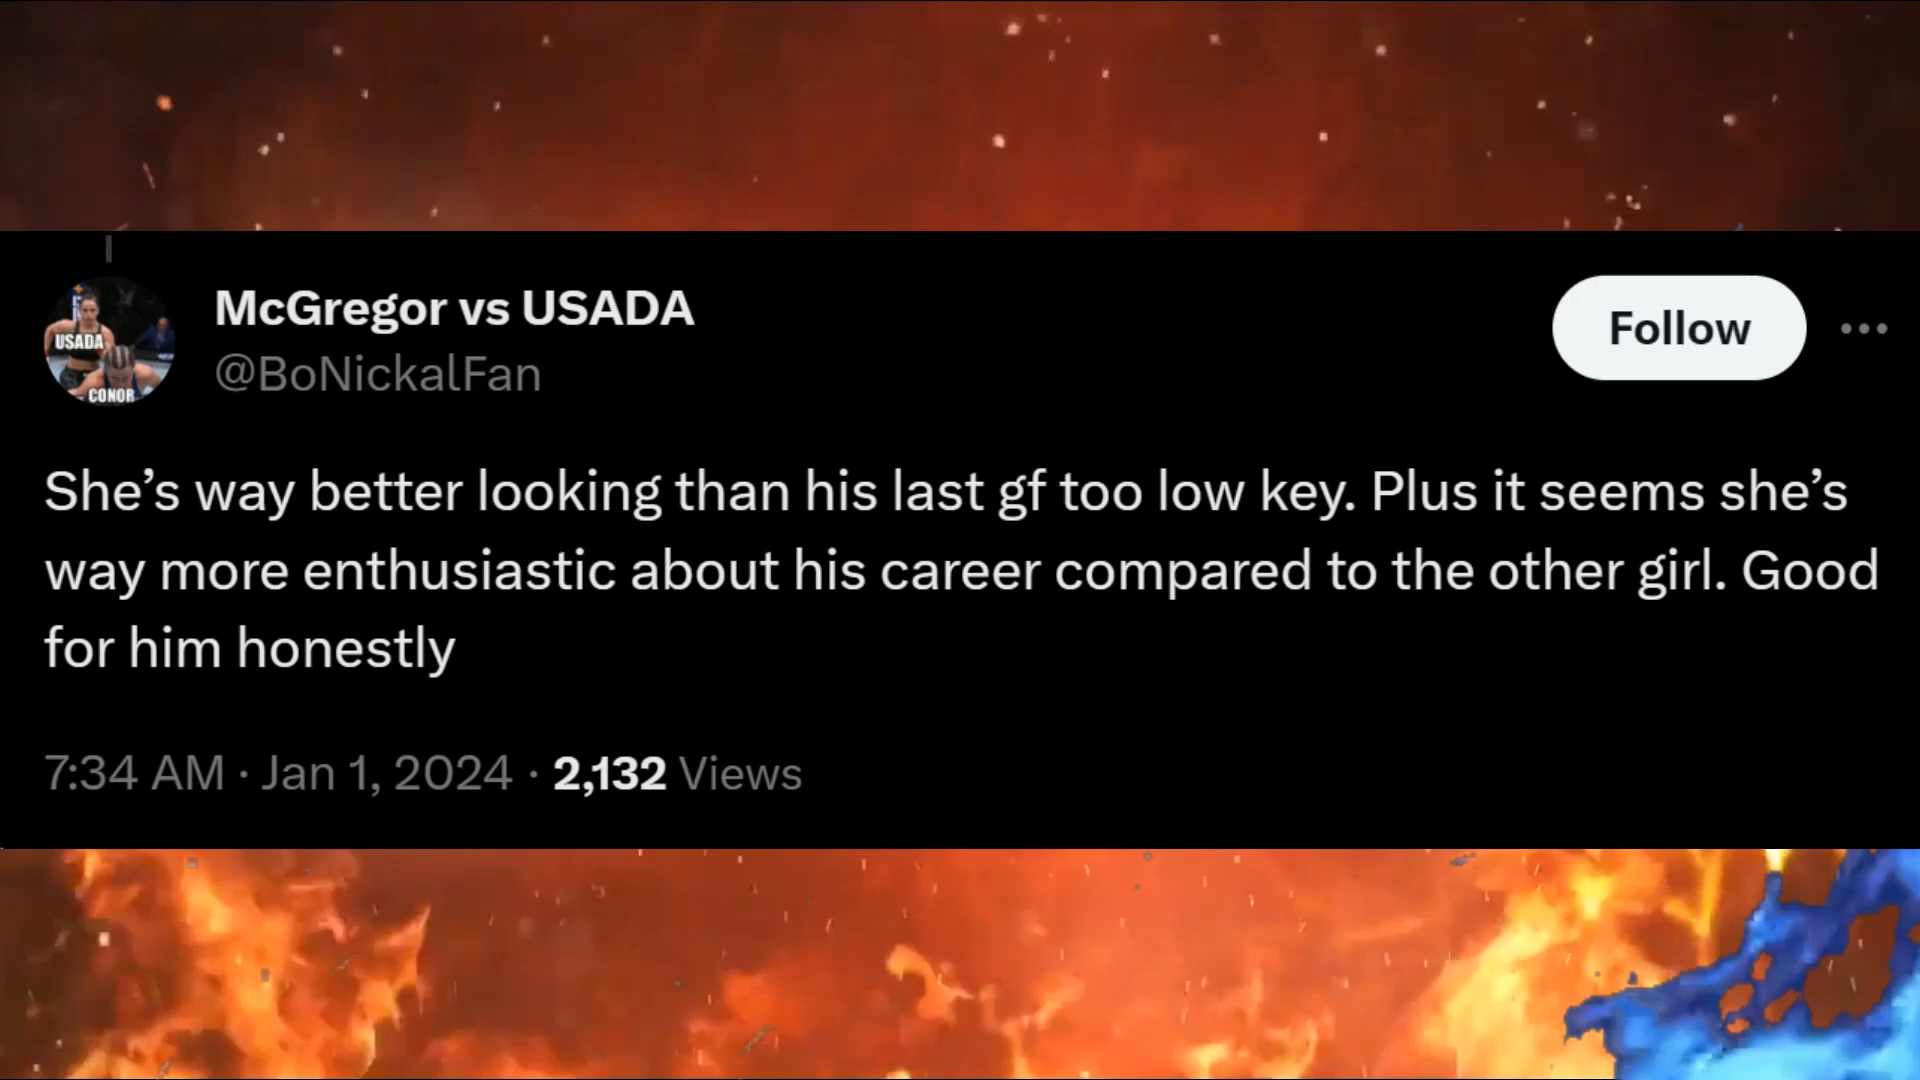 McGregor vs USADA
@BoNickalFan
Follow
USADA
CONOR
She’s way better looking than his last gf too low key. Plus it seems she’s
way more enthusiastic about his career compared to the other girl. Good
for him honestly
7:34 AM · Jan 1, 2024 · 2,132 Views